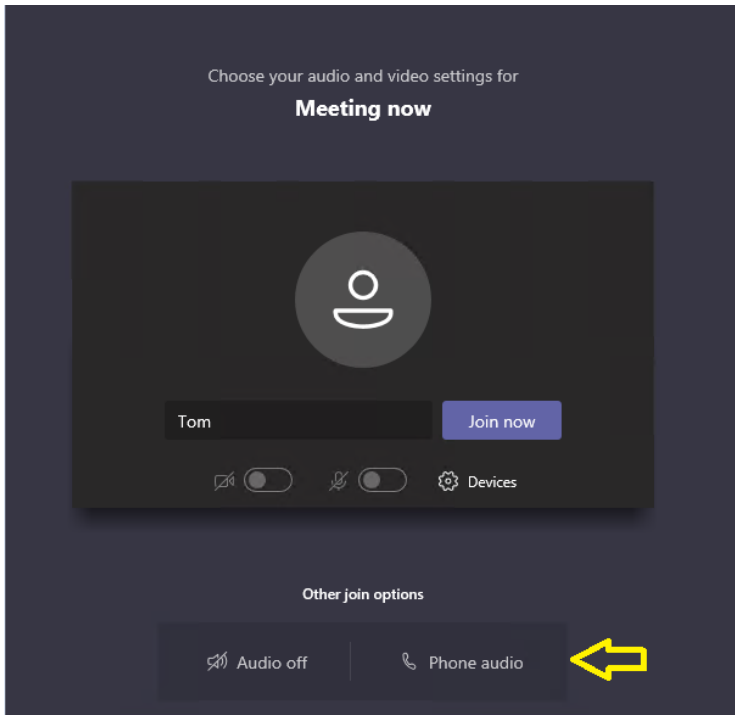 Choose your audio and video settings for
Meeting now
Tom
Join now
Devices
Other join options
Audio off
Phone audio